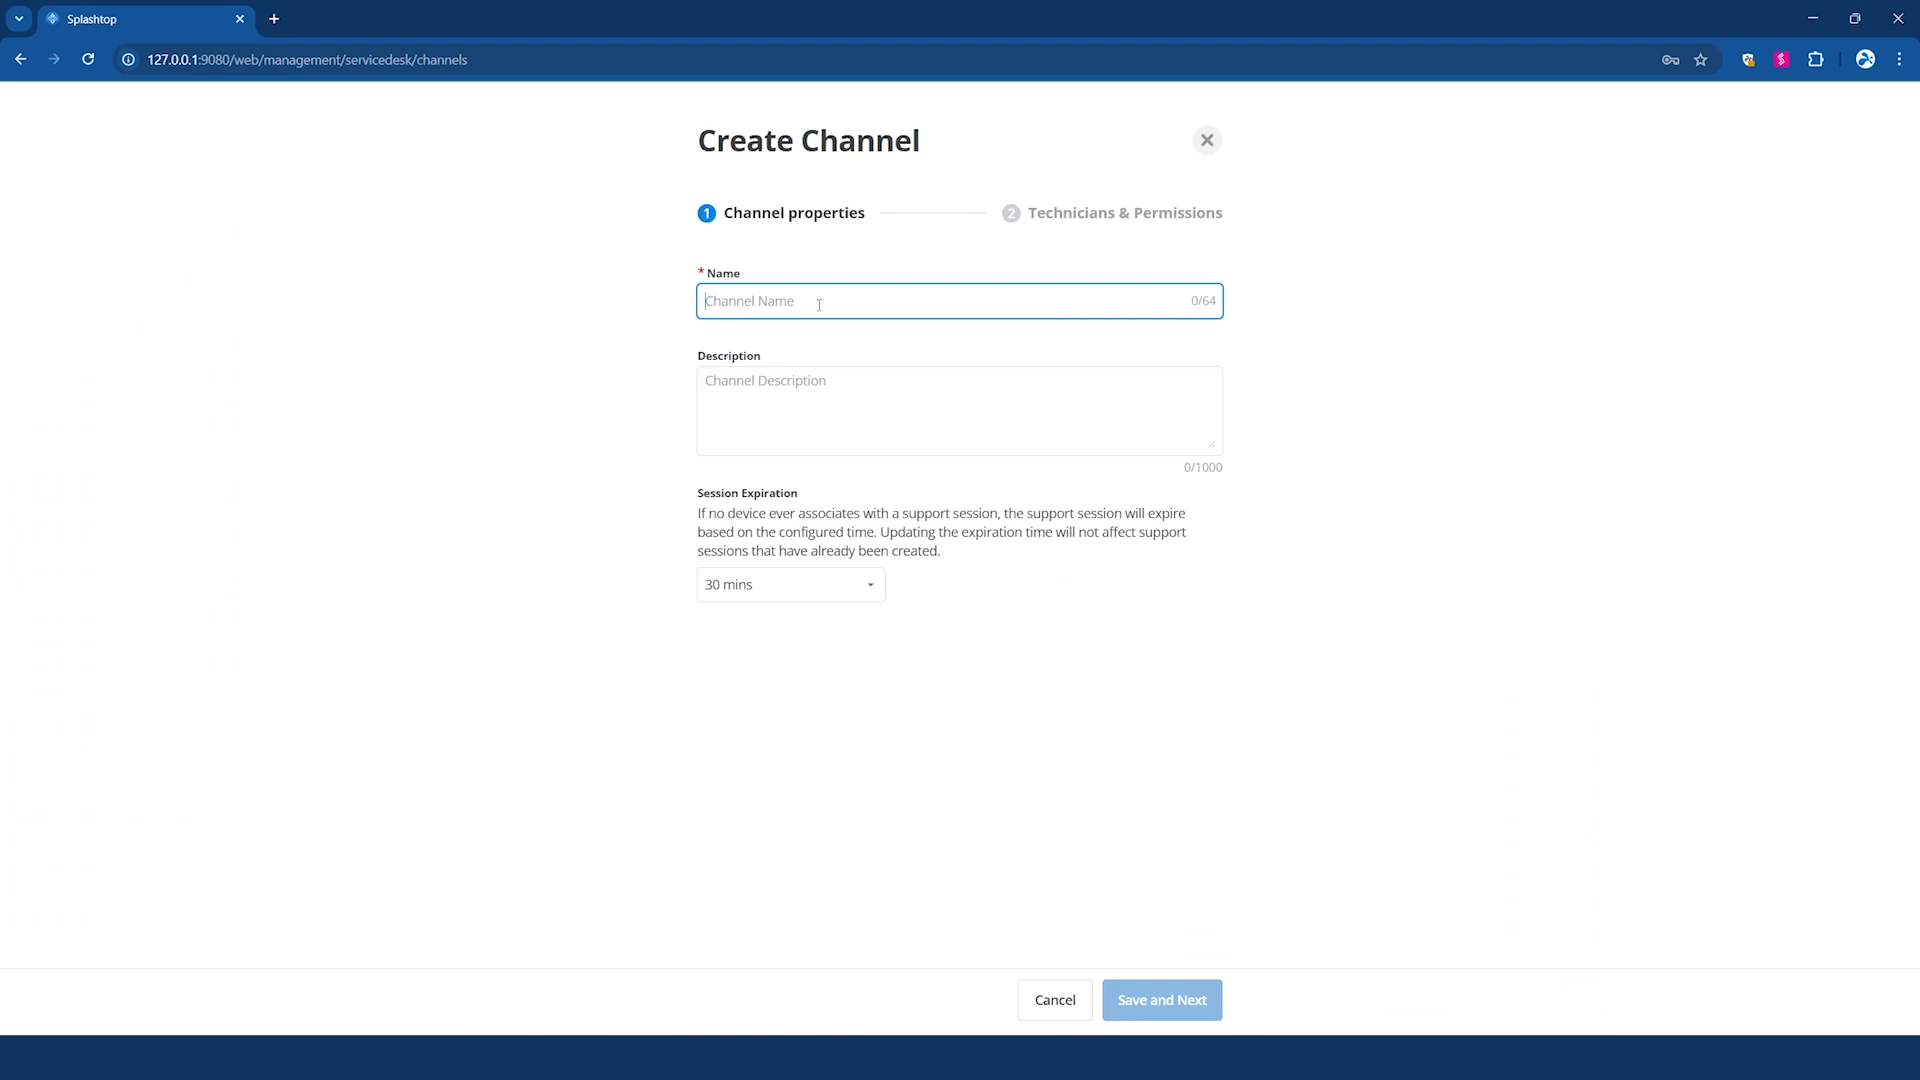 Splashtop
127.0.0.1:9080/web/management/servicedesk/channels
Create Channel
1 Channel properties
2 Technicians & Permissions
* Name
Channel Name
0/64
Description
Channel Description
0/1000
Session Expiration
If no device ever associates with a support session, the support session will expire
based on the configured time. Updating the expiration time will not affect support
sessions that have already been created.
30 mins
Cancel
Save and Next